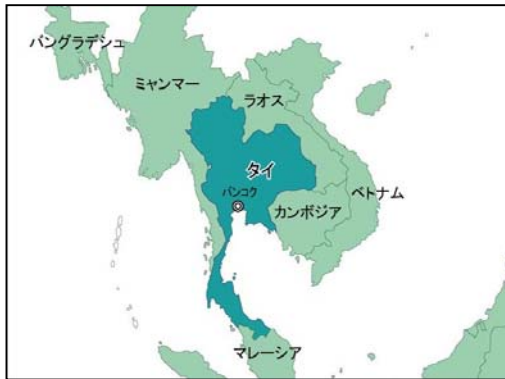 バングラデシュ
ミャンマー
ラオス
タイ
バンコク
ベトナム
カンボジア
マレーシア